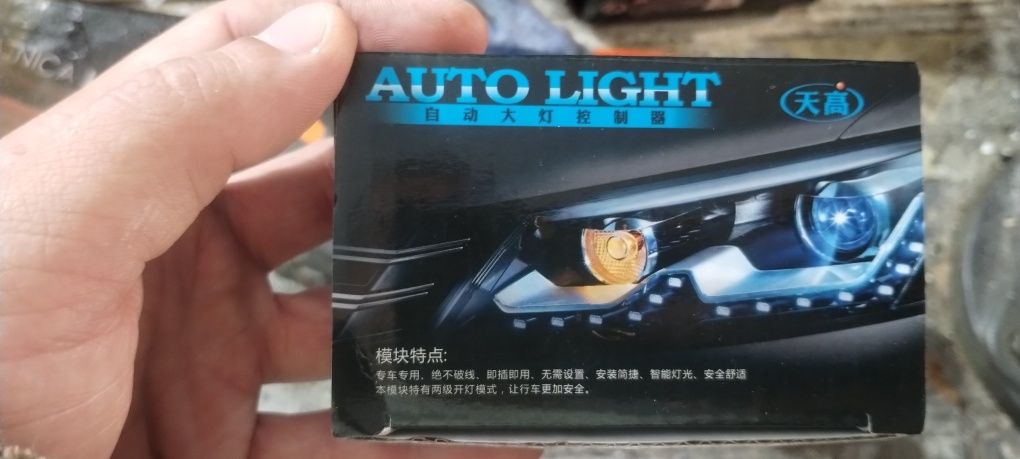 AUTO LIGHT
天高
自动大灯控制器
模块特点:
专车专用、绝不破线、即插即用、无需设置、安装简捷、智能灯光、安全舒适
本模块特有两级开灯模式，让行车更加安全。